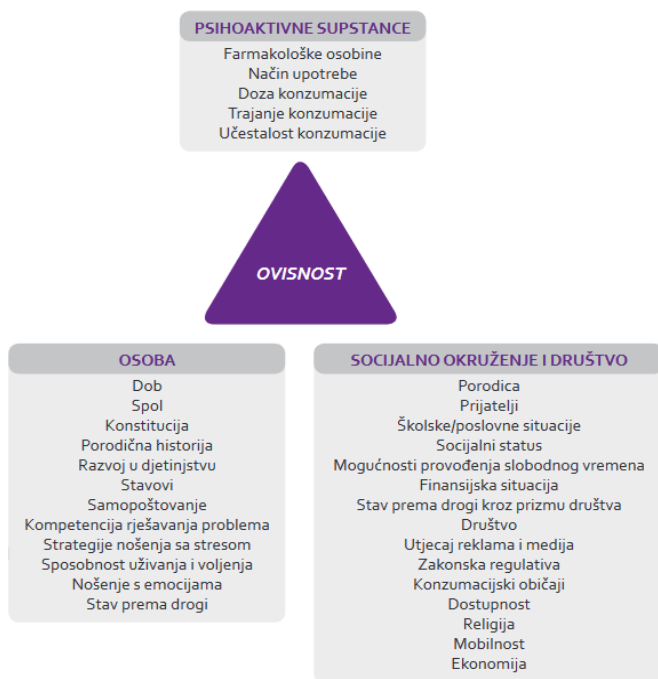 PSIHOAKTIVNE SUPSTANCE
Farmakološke osobine
Način upotrebe
Doza konzumacije
Trajanje konzumacije
Učestalost konzumacije
OVISNOST
OSOBA
Dob
Spol
Konstitucija
Porodična historija
Razvoj u djetinjstvu
Stavovi
Samopoštovanje
Kompetencija rješavanja problema
Strategije nošenja sa stresom
Sposobnost uživanja i voljenja
Nošenje s emocijama
Stav prema drogi
SOCIJALNO OKRUŽENJE I DRUŠTVO
Porodica
Prijatelji
Školske/poslovne situacije
Socijalni status
Mogućnosti provođenja slobodnog vremena
Finansijska situacija
Stav prema drogi kroz prizmu društva
Društvo
Utjecaj reklama i medija
Zakonska regulativa
Konzumacijski običaji
Dostupnost
Religija
Mobilnost
Ekonomija